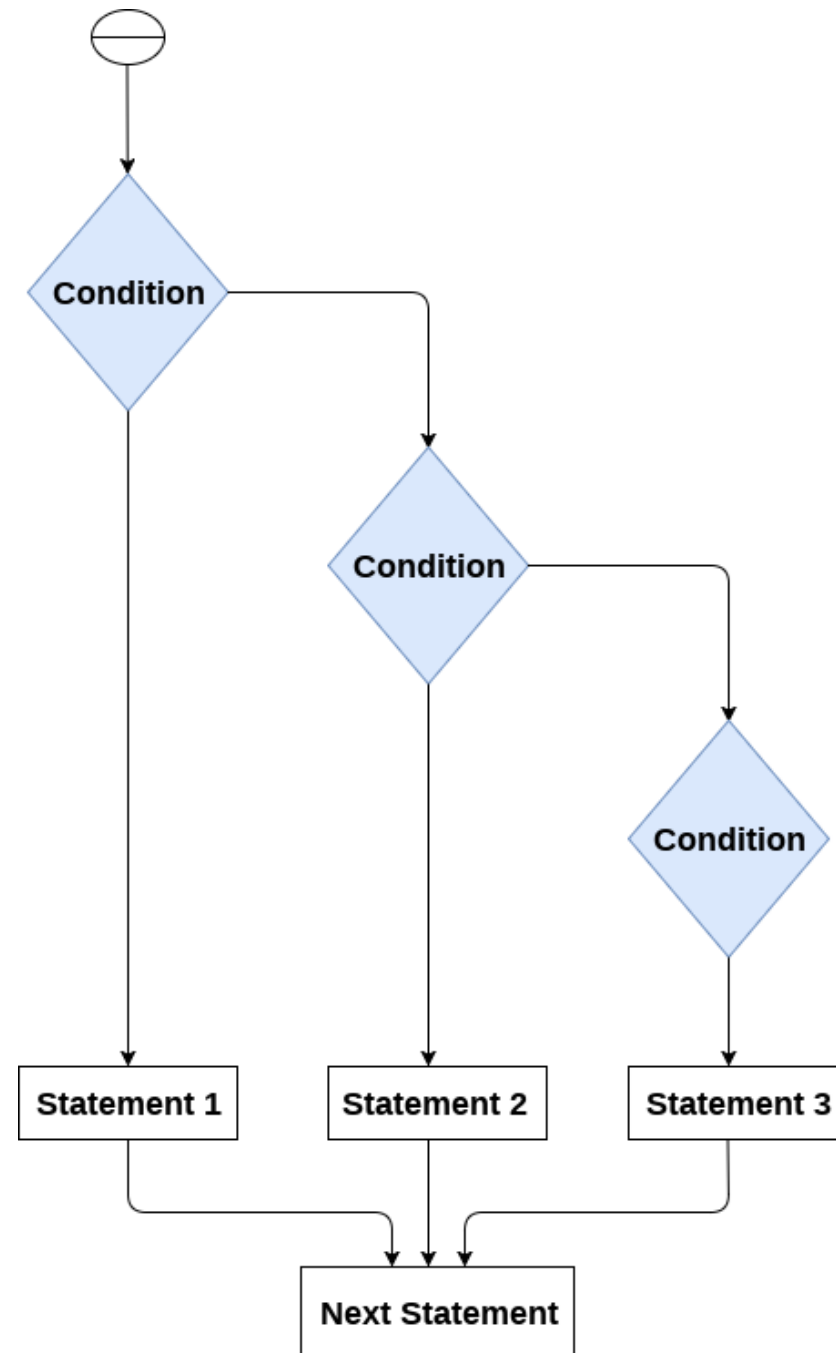 Condition
Condition
Condition
Statement 1
Statement 2
Statement 3
Next Statement